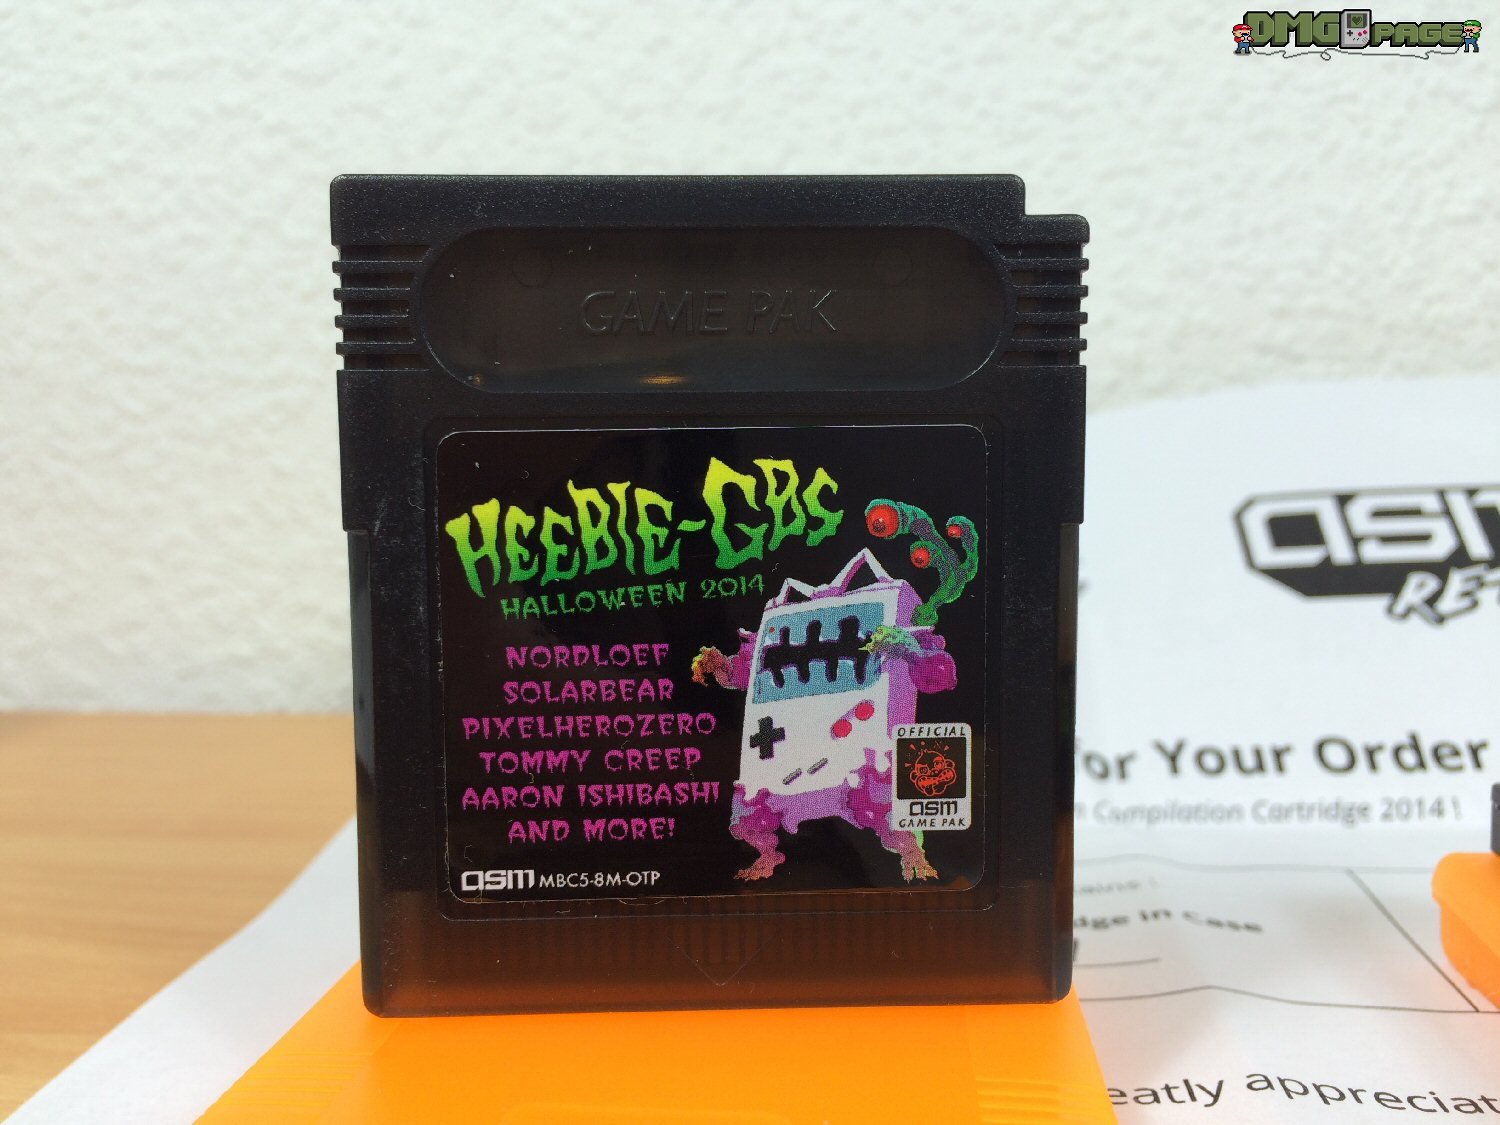 DMG PAGE
GAME PAK
HEEBIE-GBS
HALLOWEEN 2014
NORDLOEF
SOLARBEAR
PIXELHEROZERO
TOMMY CREEP
AARON ISHIBASHI
AND MORE!
OFFICIAL
asm
GAME PAK
asm MBC5-8M-OTP
asm
RE-
or Your Order
Compilation Cartridge 2014!
in case
eatly appreciat